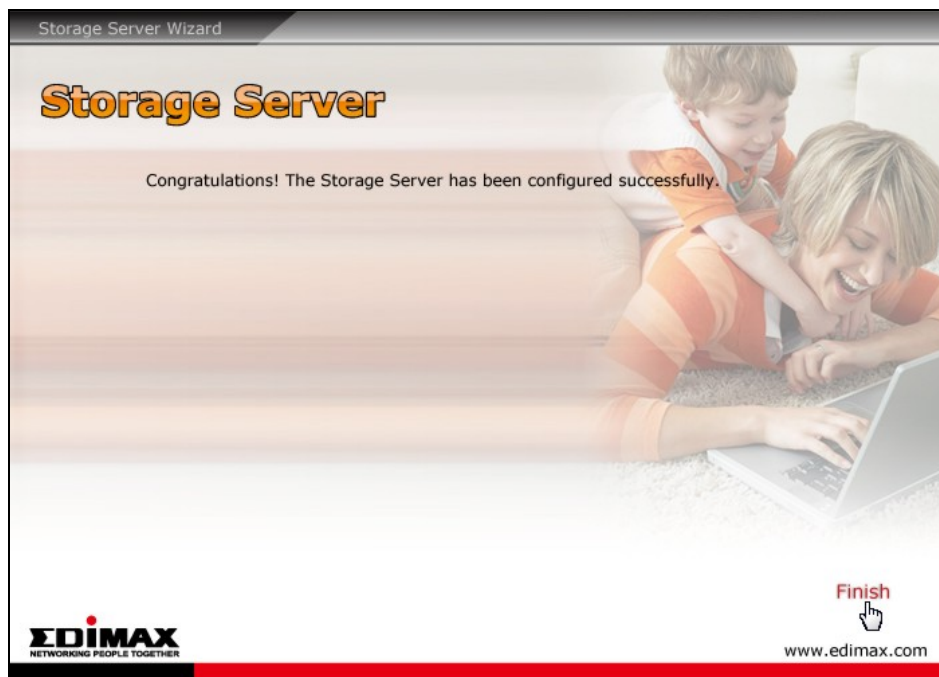 Storage Server Wizard
Storage Server
Congratulations! The Storage Server has been configured successfully.
Finish
EDIMAX
NETWORKING PEOPLE TOGETHER
www.edimax.com